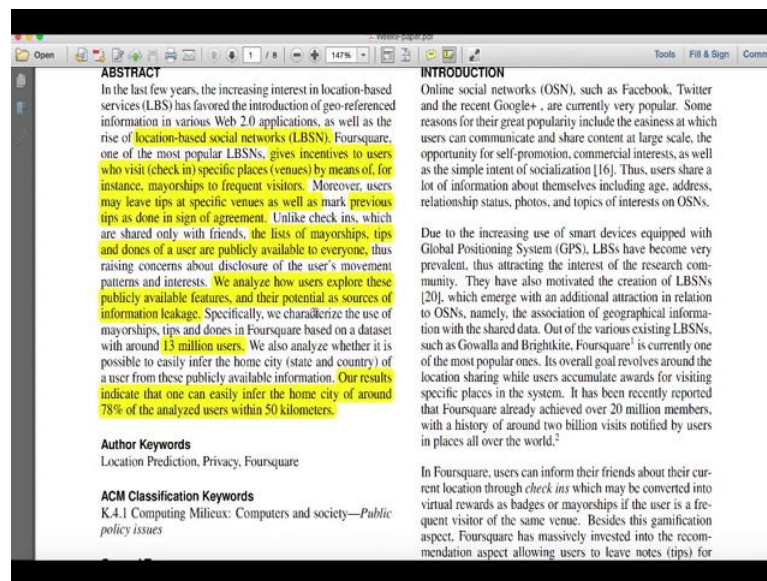 Weeks-paper.pdf
Open
1 / 8
147%
Tools Fill & Sign Comm
ABSTRACT
In the last few years, the increasing interest in location-based
services (LBS) has favored the introduction of geo-referenced
information in various Web 2.0 applications, as well as the
rise of location-based social networks (LBSN). Foursquare,
one of the most popular LBSNs, gives incentives to users
who visit (check in) specific places (venues) by means of, for
instance, mayorships to frequent visitors. Moreover, users
may leave tips at specific venues as well as mark previous
tips as done in sign of agreement. Unlike check ins, which
are shared only with friends, the lists of mayorships, tips
and dones of a user are publicly available to everyone, thus
raising concerns about disclosure of the user's movement
patterns and interests. We analyze how users explore these
publicly available features, and their potential as sources of
information leakage. Specifically, we characterize the use of
mayorships, tips and dones in Foursquare based on a dataset
with around 13 million users. We also analyze whether it is
possible to easily infer the home city (state and country) of
a user from these publicly available information. Our results
indicate that one can easily infer the home city of around
78% of the analyzed users within 50 kilometers.
Author Keywords
Location Prediction, Privacy, Foursquare
ACM Classification Keywords
K.4.1 Computing Milieux: Computers and society—Public
policy issues
INTRODUCTION
Online social networks (OSN), such as Facebook, Twitter
and the recent Google+ , are currently very popular. Some
reasons for their great popularity include the easiness at which
users can communicate and share content at large scale, the
opportunity for self-promotion, commercial interests, as well
as the simple intent of socialization [16]. Thus, users share a
lot of information about themselves including age, address,
relationship status, photos, and topics of interests on OSNs.
Due to the increasing use of smart devices equipped with
Global Positioning System (GPS), LBSs have become very
prevalent, thus attracting the interest of the research com-
munity. They have also motivated the creation of LBSNs
[20], which emerge with an additional attraction in relation
to OSNs, namely, the association of geographical informa-
tion with the shared data. Out of the various existing LBSNs,
such as Gowalla and Brightkite, Foursquare1 is currently one
of the most popular ones. Its overall goal revolves around the
location sharing while users accumulate awards for visiting
specific places in the system. It has been recently reported
that Foursquare already achieved over 20 million members,
with a history of around two billion visits notified by users
in places all over the world.2
In Foursquare, users can inform their friends about their cur-
rent location through check ins which may be converted into
virtual rewards as badges or mayorships if the user is a fre-
quent visitor of the same venue. Besides this gamification
aspect, Foursquare has massively invested into the recom-
mendation aspect allowing users to leave notes (tips) for